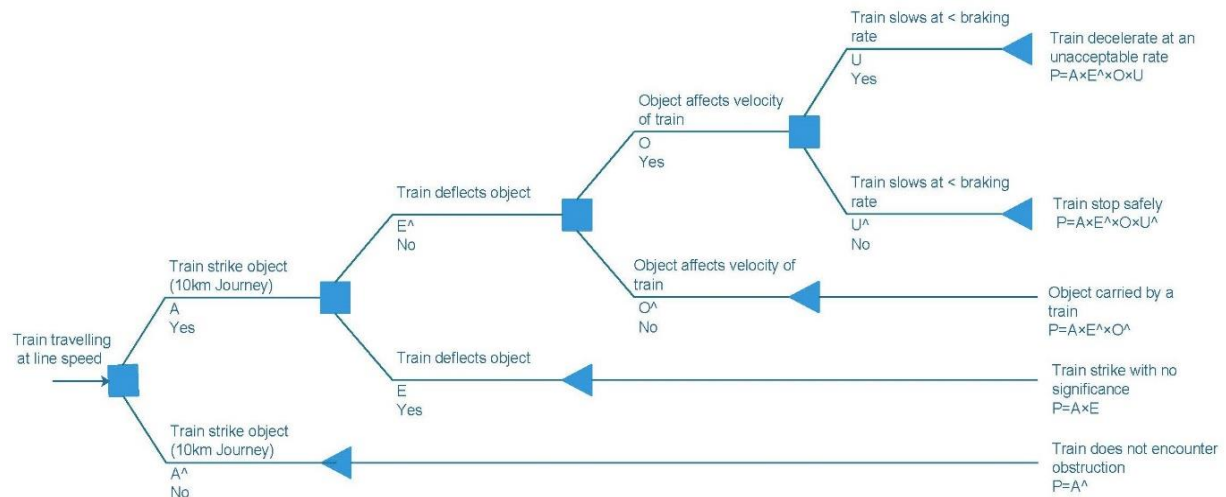 Train slows at < braking
rate
U
Yes
Train decelerate at an
unacceptable rate
P=A×E^×O×U
Object affects velocity
of train
O
Yes
Train slows at < braking
rate
U^
No
Train stop safely
P=A×E^×O×U^
Train deflects object
E^
No
Object affects velocity of
train
O^
No
Object carried by a
train
P=A×E^×O^
Train strike object
(10km Journey)
A
Yes
Train travelling
at line speed
Train deflects object
E
Yes
Train strike with no
significance
P=A×E
Train strike object
(10km Journey)
A^
No
Train does not encounter
obstruction
P=A^